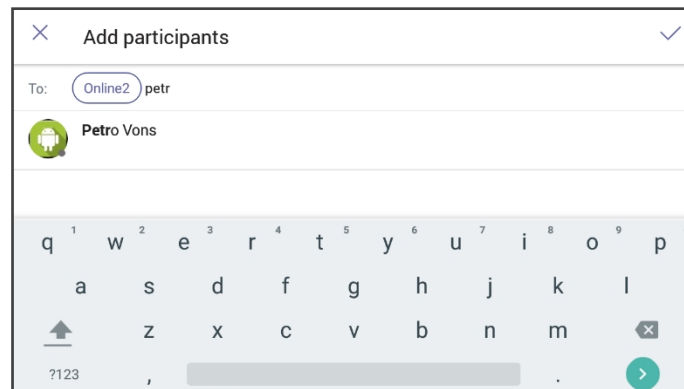 Add participants
To: Online2 petr
Petro Vons
q 1 w 2 e 3 r 4 t 5 y 6 u 7 i 8 o 9 p
a s d f g h j k l
z x c v b n m
?123 , .